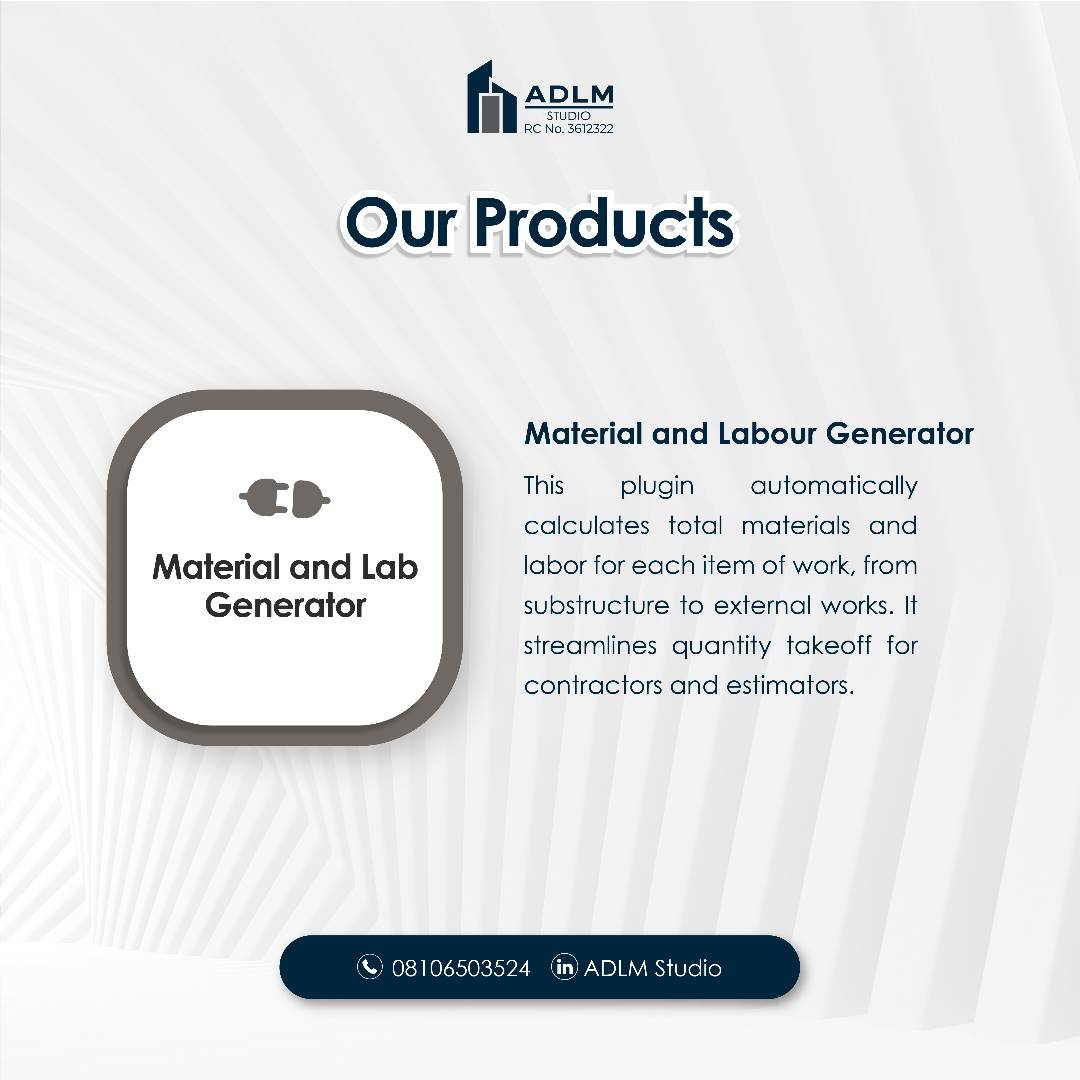 ADLM
STUDIO
RC No. 3612322
Our Products
Material and Lab
Generator
Material and Labour Generator
This plugin automatically
calculates total materials and
labor for each item of work, from
substructure to external works. It
streamlines quantity takeoff for
contractors and estimators.
08106503524 in ADLM Studio